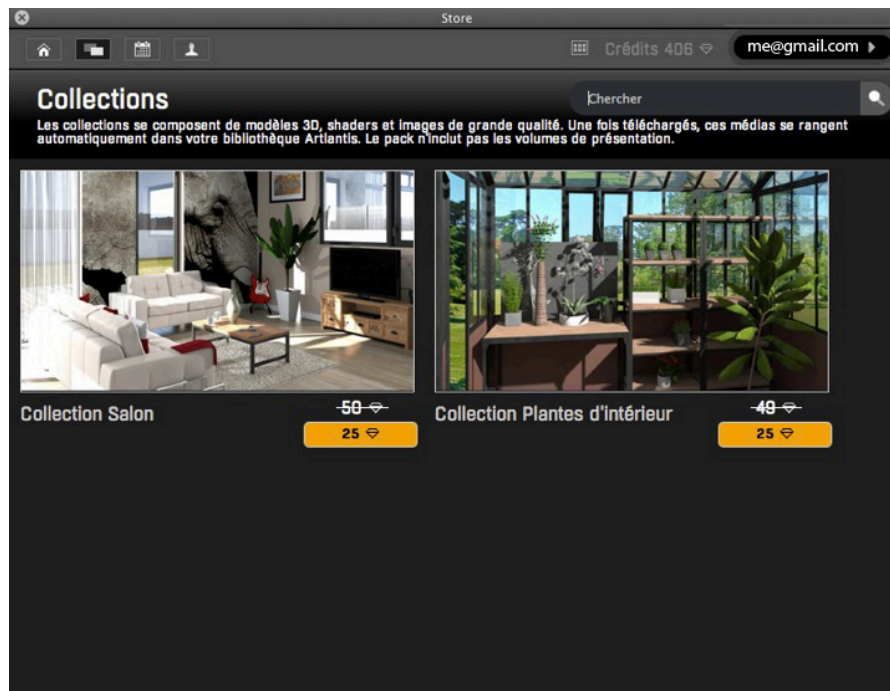 Store
Crédits 406
me@gmail.com
Collections
Chercher
Les collections se composent de modèles 3D, shaders et images de grande qualité. Une fois téléchargés, ces médias se rangent
automatiquement dans votre bibliothèque Artlantis. Le pack n'inclut pas les volumes de présentation.
Collection Salon
50
25
Collection Plantes d'intérieur
49
25